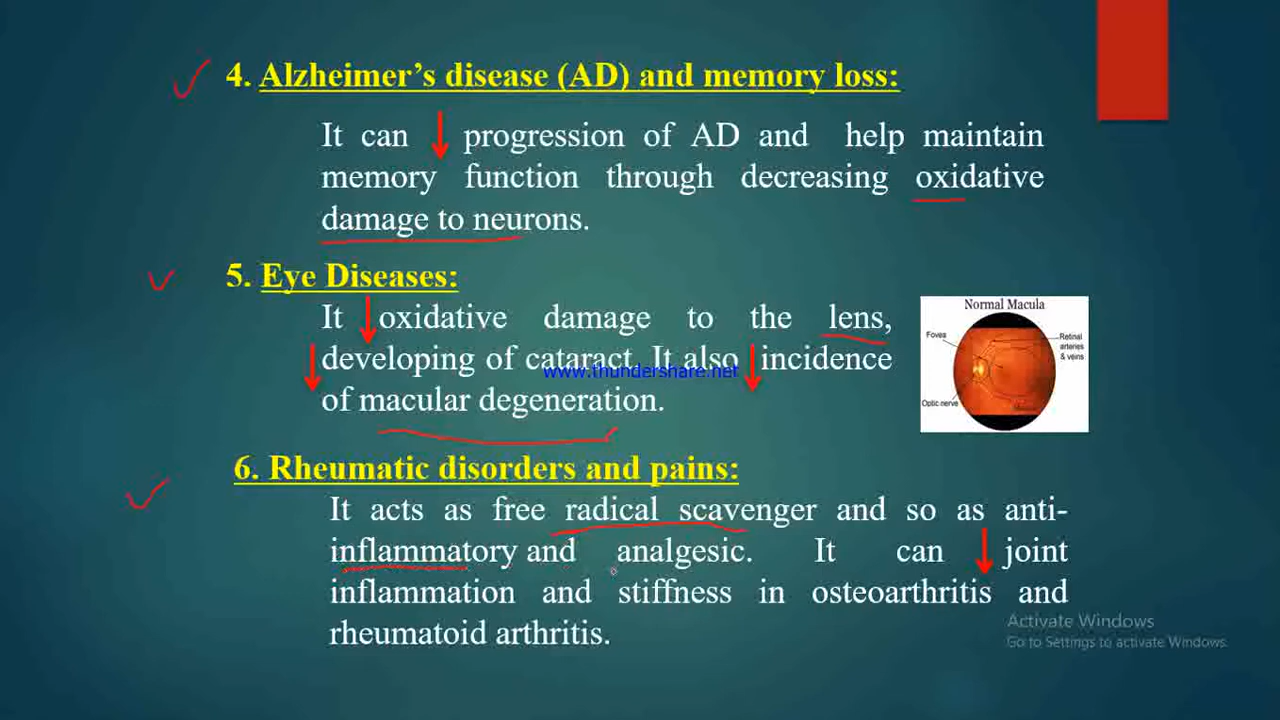 4. Alzheimer's disease (AD) and memory loss:
It can ↓ progression of AD and help maintain
memory function through decreasing oxidative
damage to neurons.
5. Eye Diseases:
It ↓ oxidative damage to the lens,
↓ developing of cataract. It also ↓ incidence
www.thundershare.net
of macular degeneration.
Normal Macula
Fovea
Retinal
arteries
& veins
Optic nerve
6. Rheumatic disorders and pains:
It acts as free radical scavenger and so as anti-
inflammatory and analgesic. It can ↓ joint
inflammation and stiffness in osteoarthritis and
rheumatoid arthritis.
Activate Windows
Go to Settings to activate Windows.